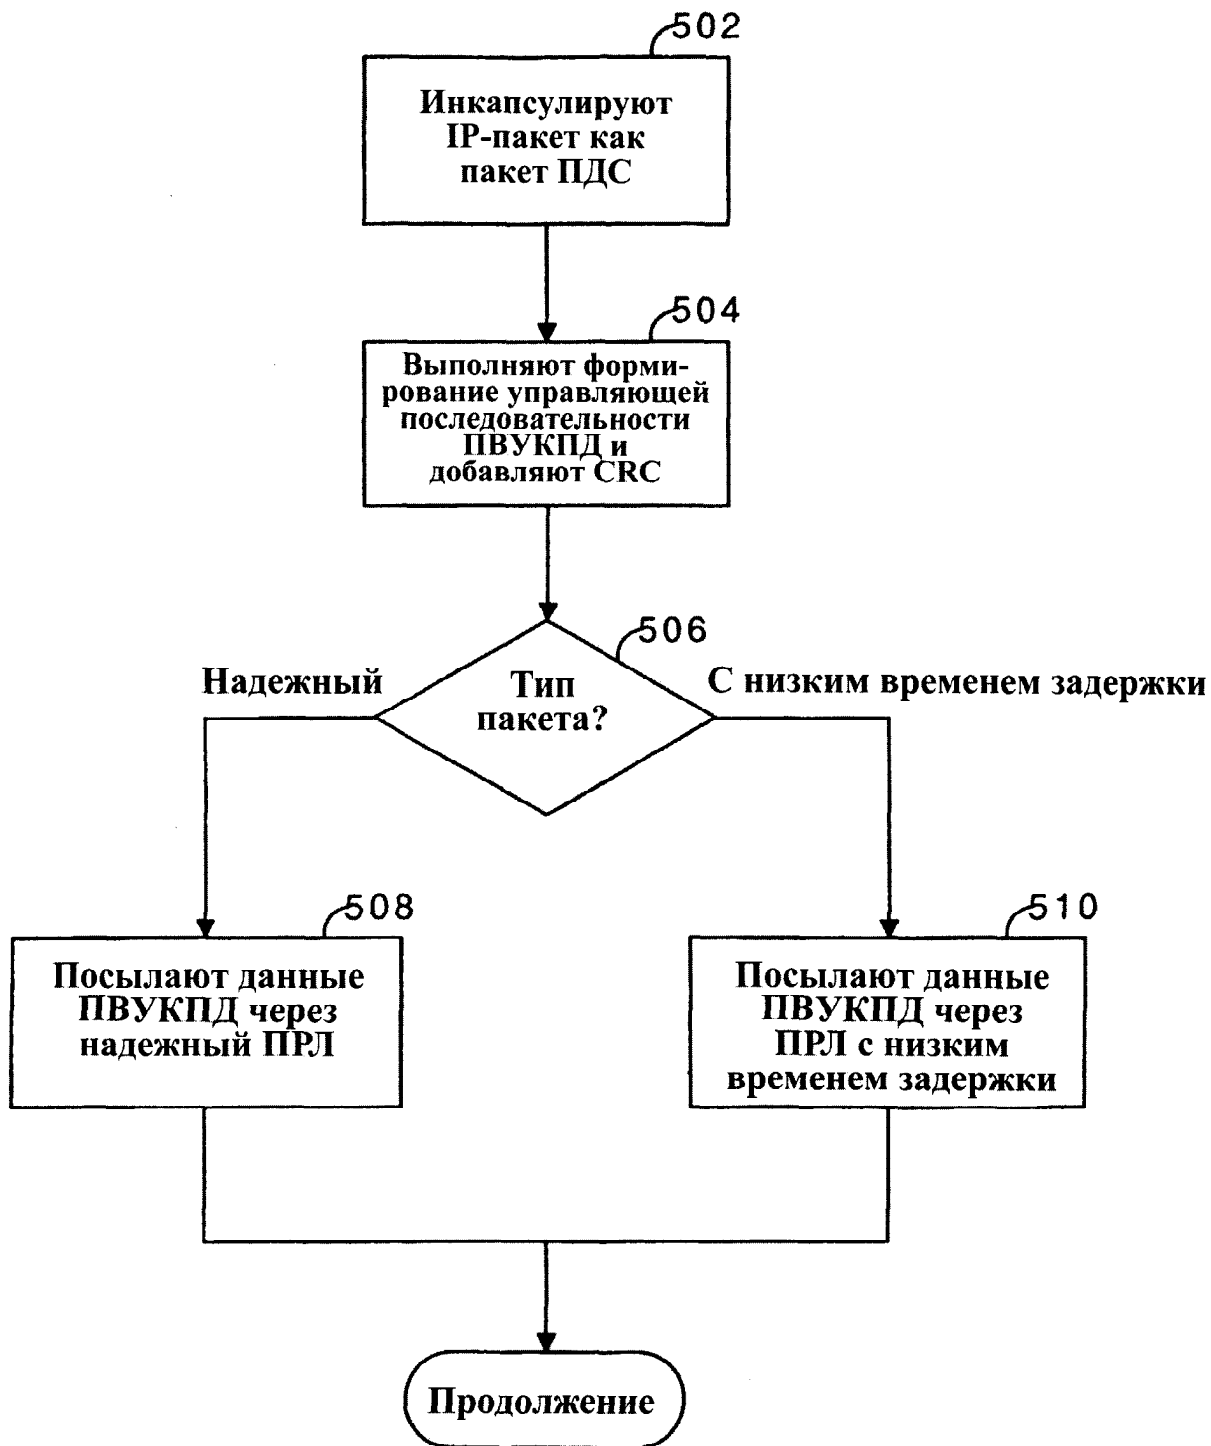 502
Инкапсулируют
IP-пакет как
пакет ПДС
504
Выполняют форми-
рование управляющей
последовательности
ПВУКПД и
добавляют CRC
506
Надежный
Тип
пакета?
С низким временем задержки
508
Посылают данные
ПВУКПД через
надежный ПРЛ
510
Посылают данные
ПВУКПД через
ПРЛ с низким
временем задержки
Продолжение